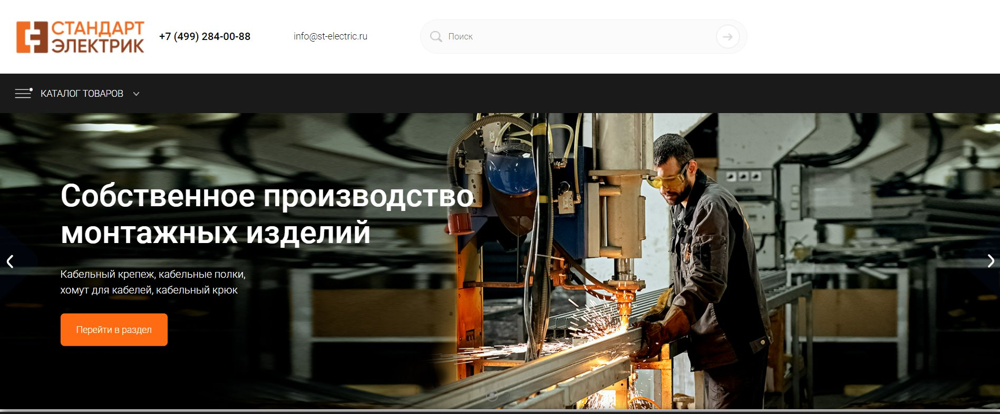 СТАНДАРТ
ЭЛЕКТРИК
+7 (499) 284-00-88
info@st-electric.ru
Поиск
КАТАЛОГ ТОВАРОВ
Собственное производство
монтажных изделий
Кабельный крепеж, кабельные полки,
хомут для кабелей, кабельный крюк
Перейти в раздел